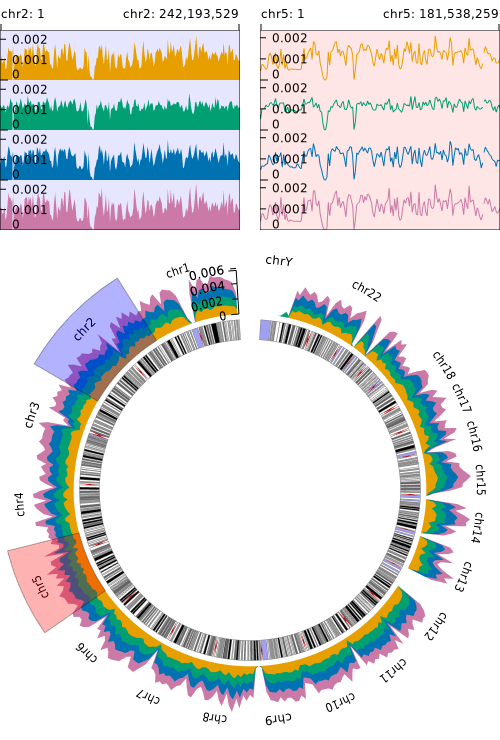 chr2: 1 chr2: 242,193,529 chr5: 1 chr5: 181,538,259
0.002 0.002
0.001 0.001
0 0
0.002 0.002
0.001 0.001
0 0
0.002 0.002
0.001 0.001
0 0
0.002 0.002
0.001 0.001
0 0
chrY
chr1
0.006
0.004
0.002
0
chr22
chr2
chr18
chr17
chr3
chr16
chr15
chr4
chr14
chr13
chr5
chr12
chr6
chr11
chr7
chr10
chr8
chr9